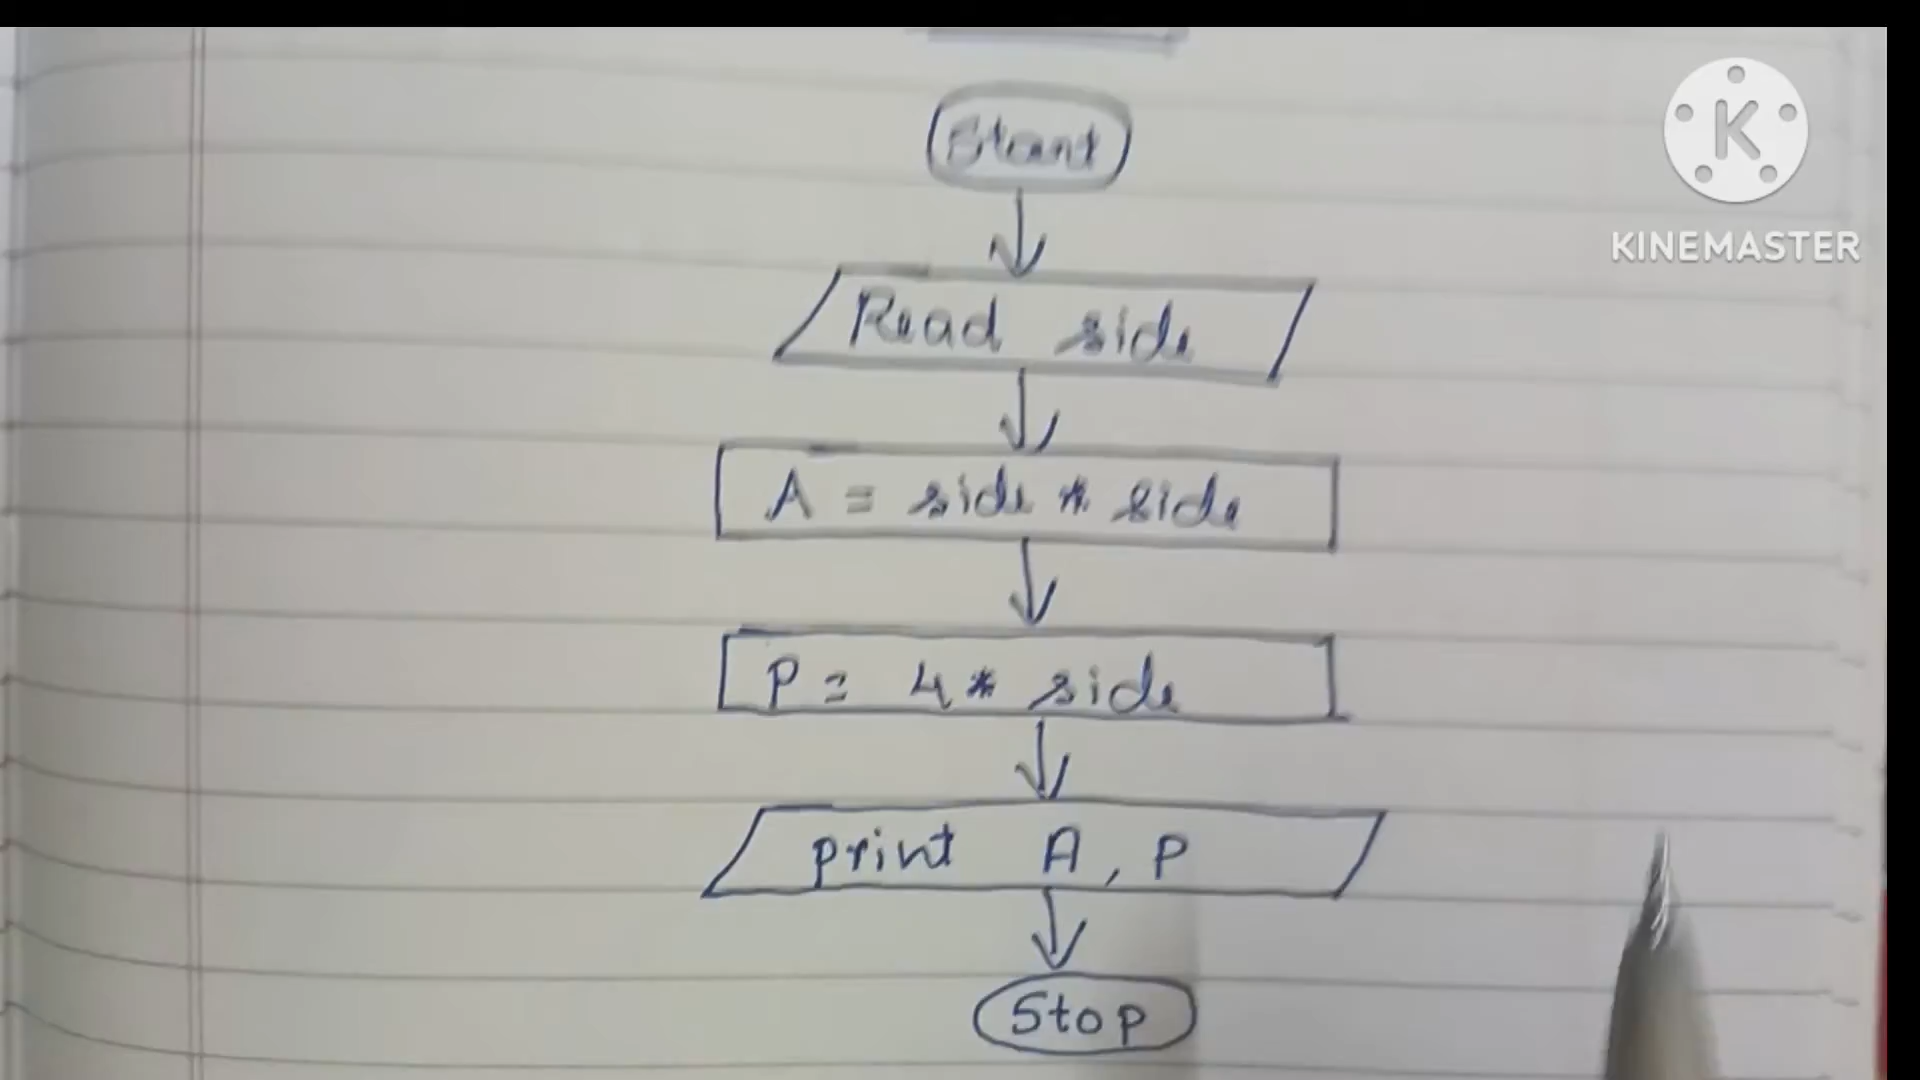 Start
Read side
A = side * side
P = 4 * side
print A, P
Stop
K
KINEMASTER